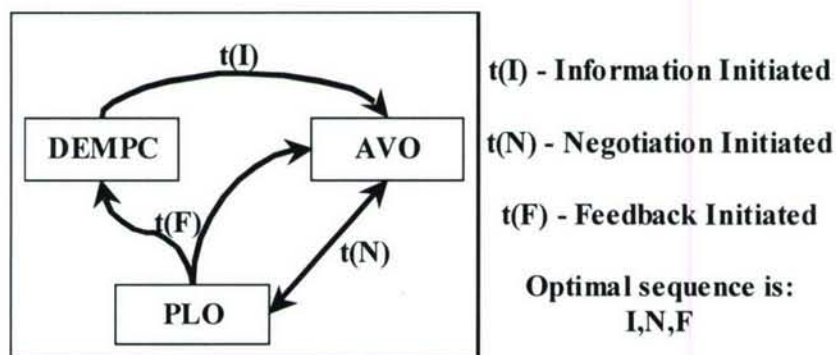 t(I)
DEMPC
AVO
t(F)
t(N)
PLO
t(I) - Information Initiated
t(N) - Negotiation Initiated
t(F) - Feedback Initiated
Optimal sequence is:
I,N,F